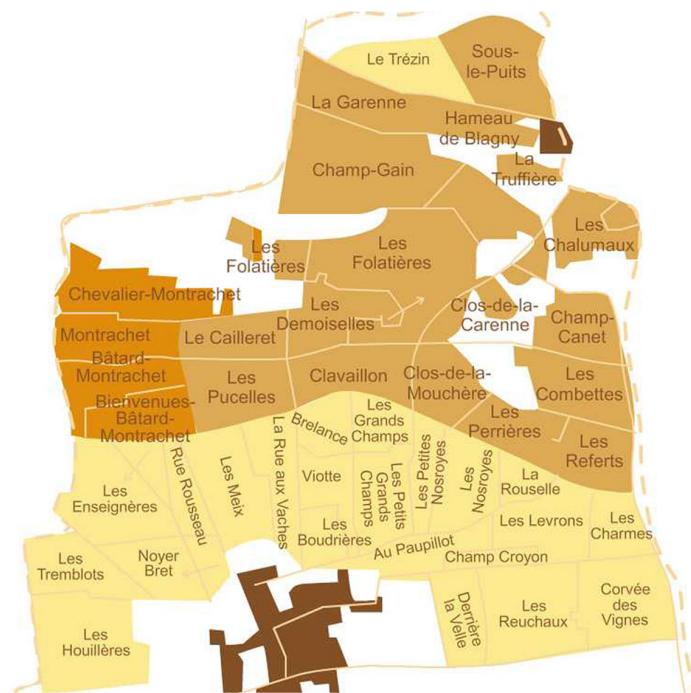 Le Trézin
Sous-
le-Puits
La Garenne
Hameau
de Blagny
La
Truffière
Champ-Gain
Les
Chalumaux
Les
Folatières
Les
Folatières
Chevalier-Montrachet
Les
Demoiselles
Clos-de-la-
Carenne
Champ-
Canet
Montrachet
Le Cailleret
Bâtard-
Montrachet
Les
Pucelles
Clavaillon
Clos-de-la-
Mouchère
Les
Combettes
Bienvenues-
Bâtard-
Montrachet
Les
Perrières
Les
Referts
Les
Enseignères
Rue Rousseau
Les Meix
La Rue aux Vaches
Brelance
Les
Grands
Champs
Viotte
Les Petits
Grands
Champs
Les Petites
Nosroyes
Les
Nosroyes
La
Rouselle
Les
Boudrières
Au Paupillot
Les Levrons
Les
Charmes
Champ Croyon
Les
Tremblots
Noyer
Bret
Les
Houillères
Derrière
la Velle
Les
Reuchaux
Corvée
des
Vignes